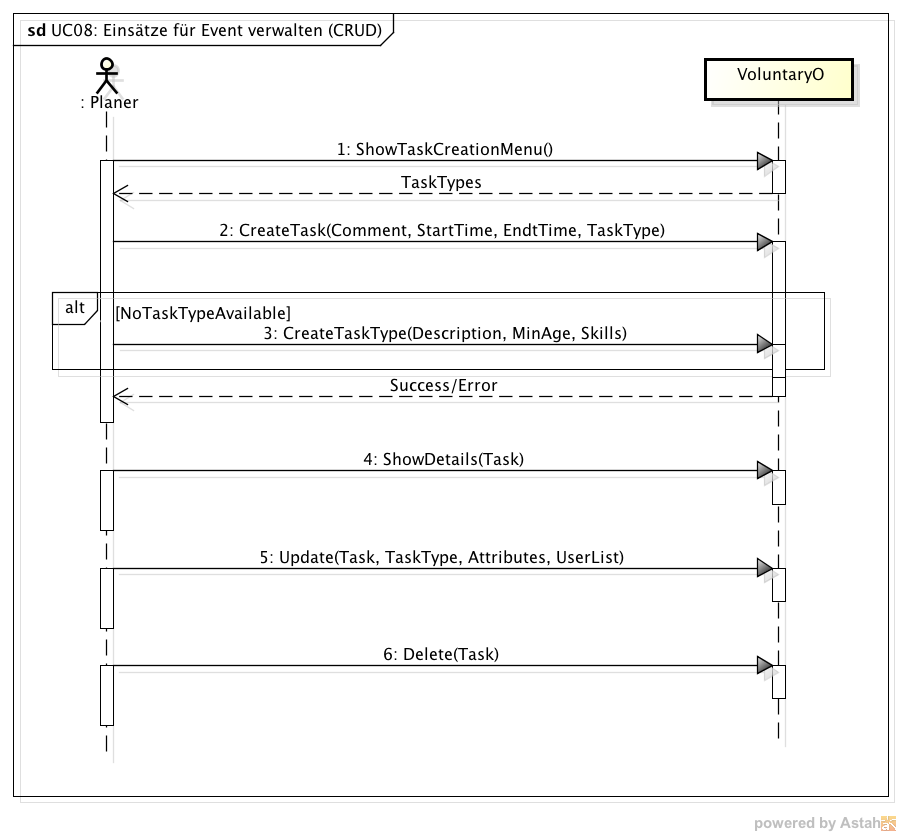 sd UC08: Einsätze für Event verwalten (CRUD)
: Planer
VoluntaryO
1: ShowTaskCreationMenu()
TaskTypes
2: CreateTask(Comment, StartTime, EndtTime, TaskType)
alt
[NoTaskTypeAvailable]
3: CreateTaskType(Description, MinAge, Skills)
Success/Error
4: ShowDetails(Task)
5: Update(Task, TaskType, Attributes, UserList)
6: Delete(Task)
powered by Astah